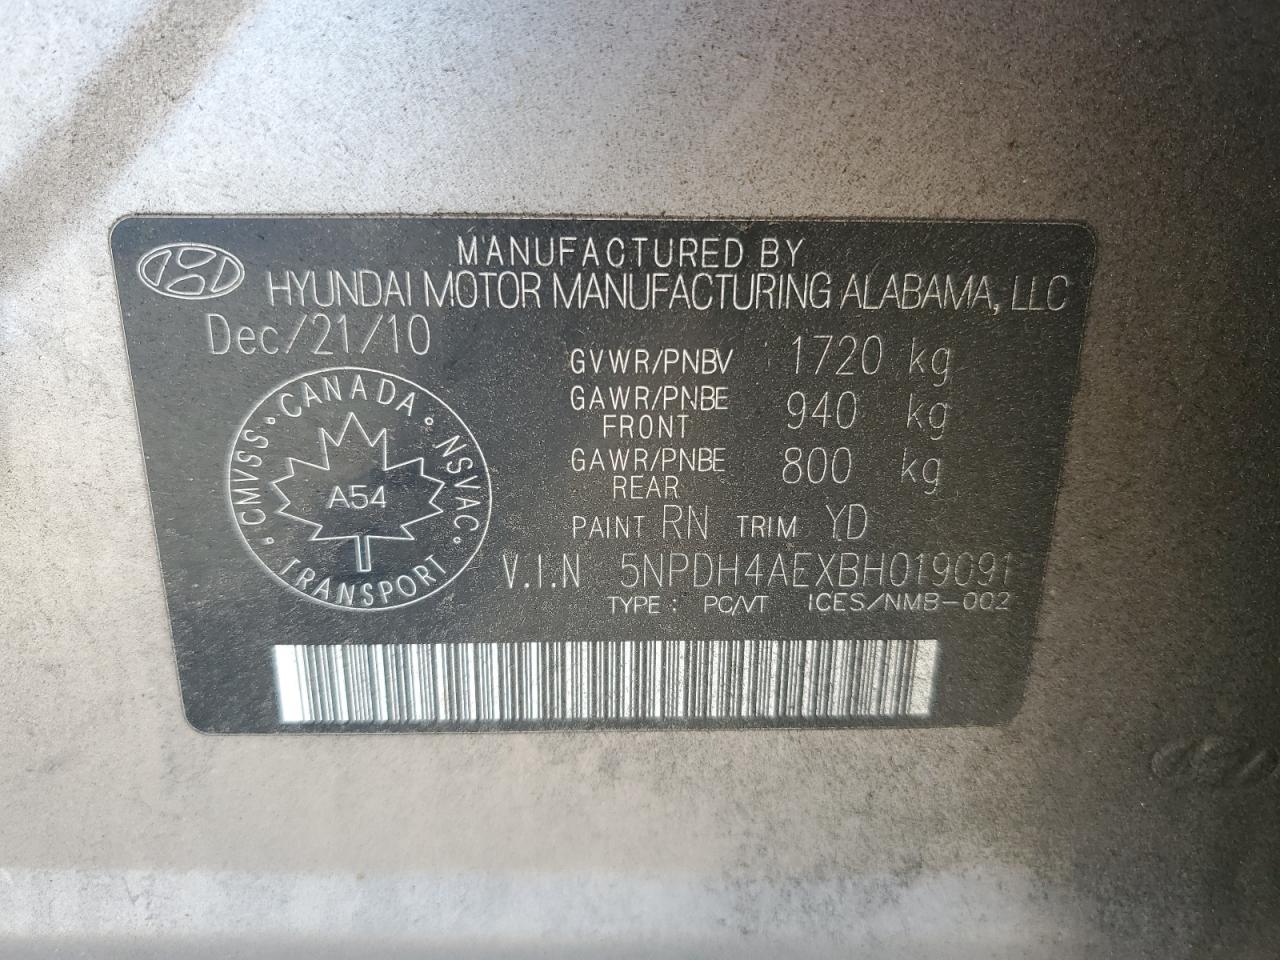 MANUFACTURED BY
HYUNDAI MOTOR MANUFACTURING ALABAMA, LLC
Dec/21/10
GVWR/PNBV 1720 kg
GAWR/PNBE FRONT 940 kg
GAWR/PNBE REAR 800 kg
CANADA
CMVSS
NSVAC
A54
TRANSPORT
PAINT RN TRIM YD
V.I.N 5NPDH4AEXBH019091
TYPE : PC/VT ICES/NMB-002